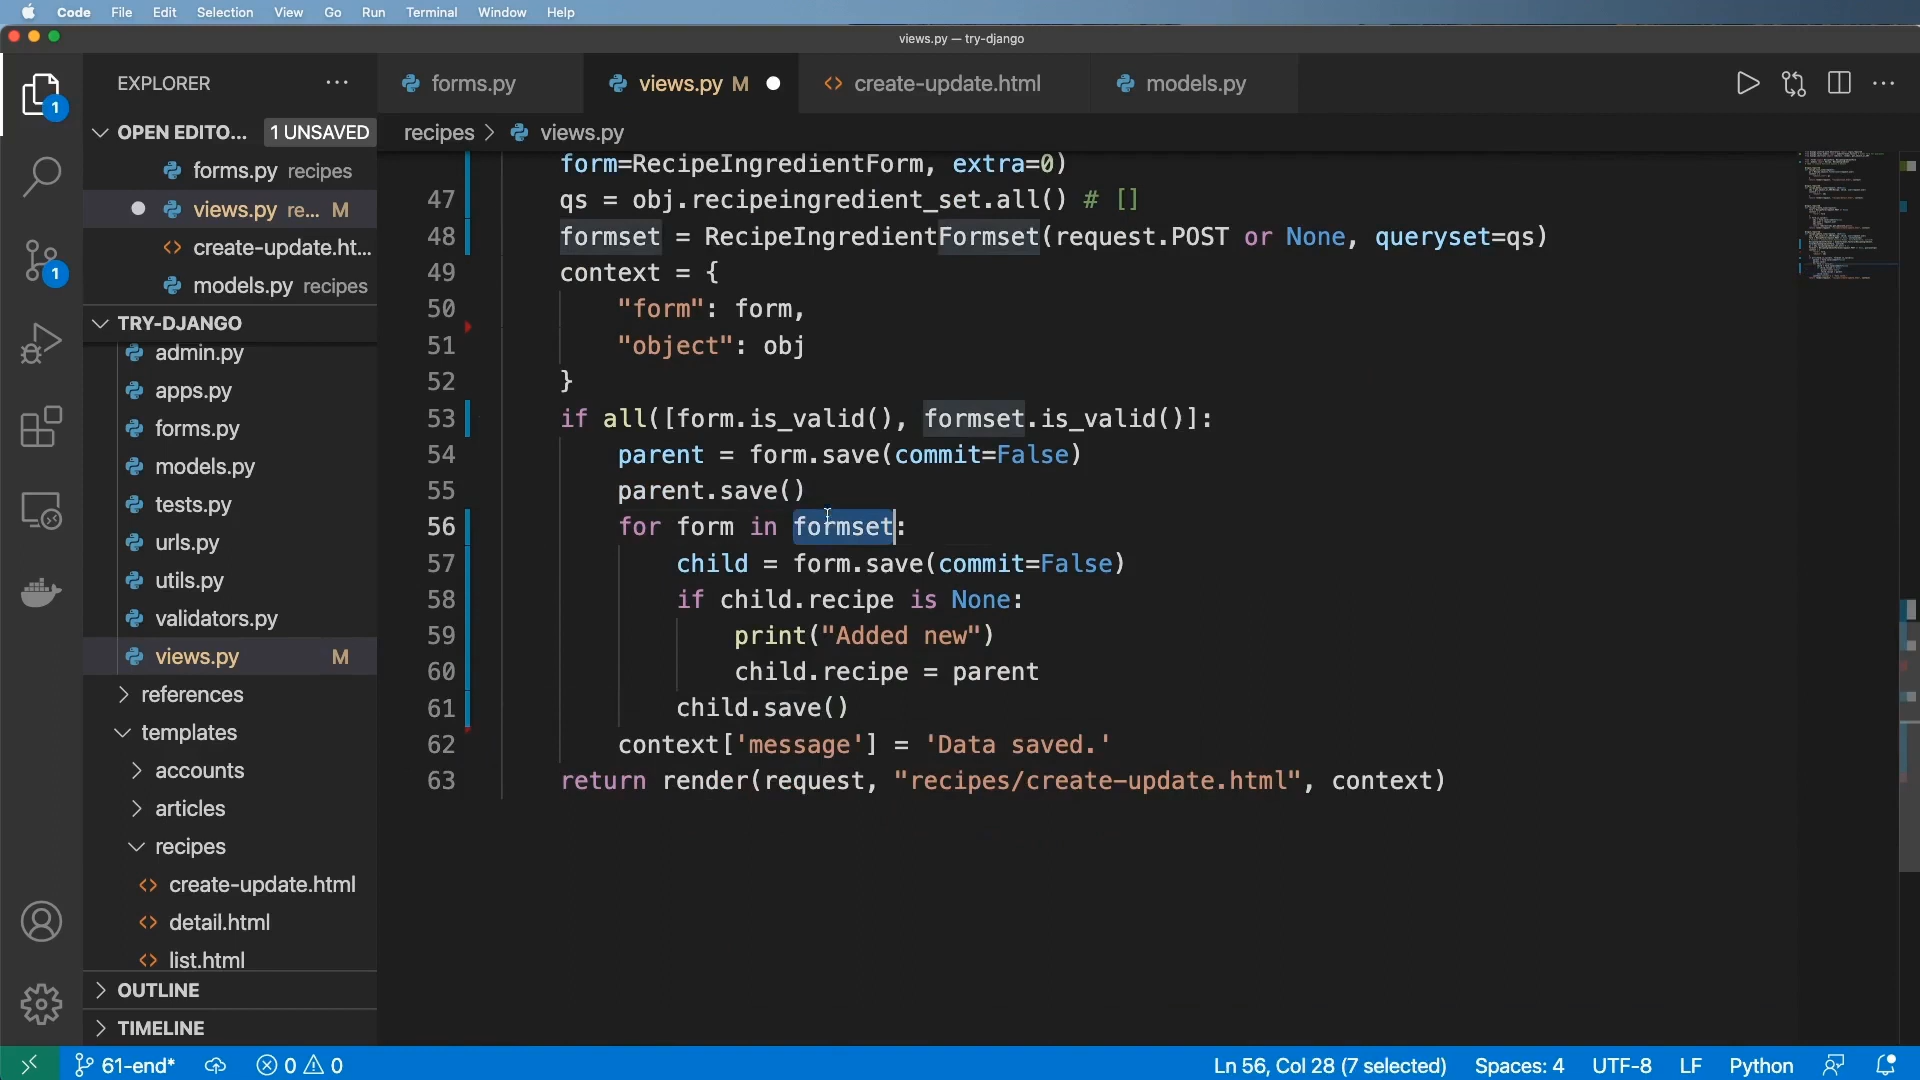 Code File Edit Selection View Go Run Terminal Window Help
views.py — try-django
EXPLORER
forms.py
views.py M
create-update.html
models.py
OPEN EDITO... 1 UNSAVED
recipes > views.py
forms.py recipes
views.py re... M
create-update.ht...
models.py recipes
TRY-DJANGO
admin.py
apps.py
forms.py
models.py
tests.py
urls.py
utils.py
validators.py
views.py M
references
templates
accounts
articles
recipes
create-update.html
detail.html
list.html
OUTLINE
TIMELINE
form=RecipeIngredientForm, extra=0)
47 qs = obj.recipeingredient_set.all() # []
48 formset = RecipeIngredientFormset(request.POST or None, queryset=qs)
49 context = {
50 "form": form,
51 "object": obj
52 }
53 if all([form.is_valid(), formset.is_valid()]:
54 parent = form.save(commit=False)
55 parent.save()
56 for form in formset:
57 child = form.save(commit=False)
58 if child.recipe is None:
59 print("Added new")
60 child.recipe = parent
61 child.save()
62 context['message'] = 'Data saved.'
63 return render(request, "recipes/create-update.html", context)
1
1
61-end* 0 0 Ln 56, Col 28 (7 selected) Spaces: 4 UTF-8 LF Python